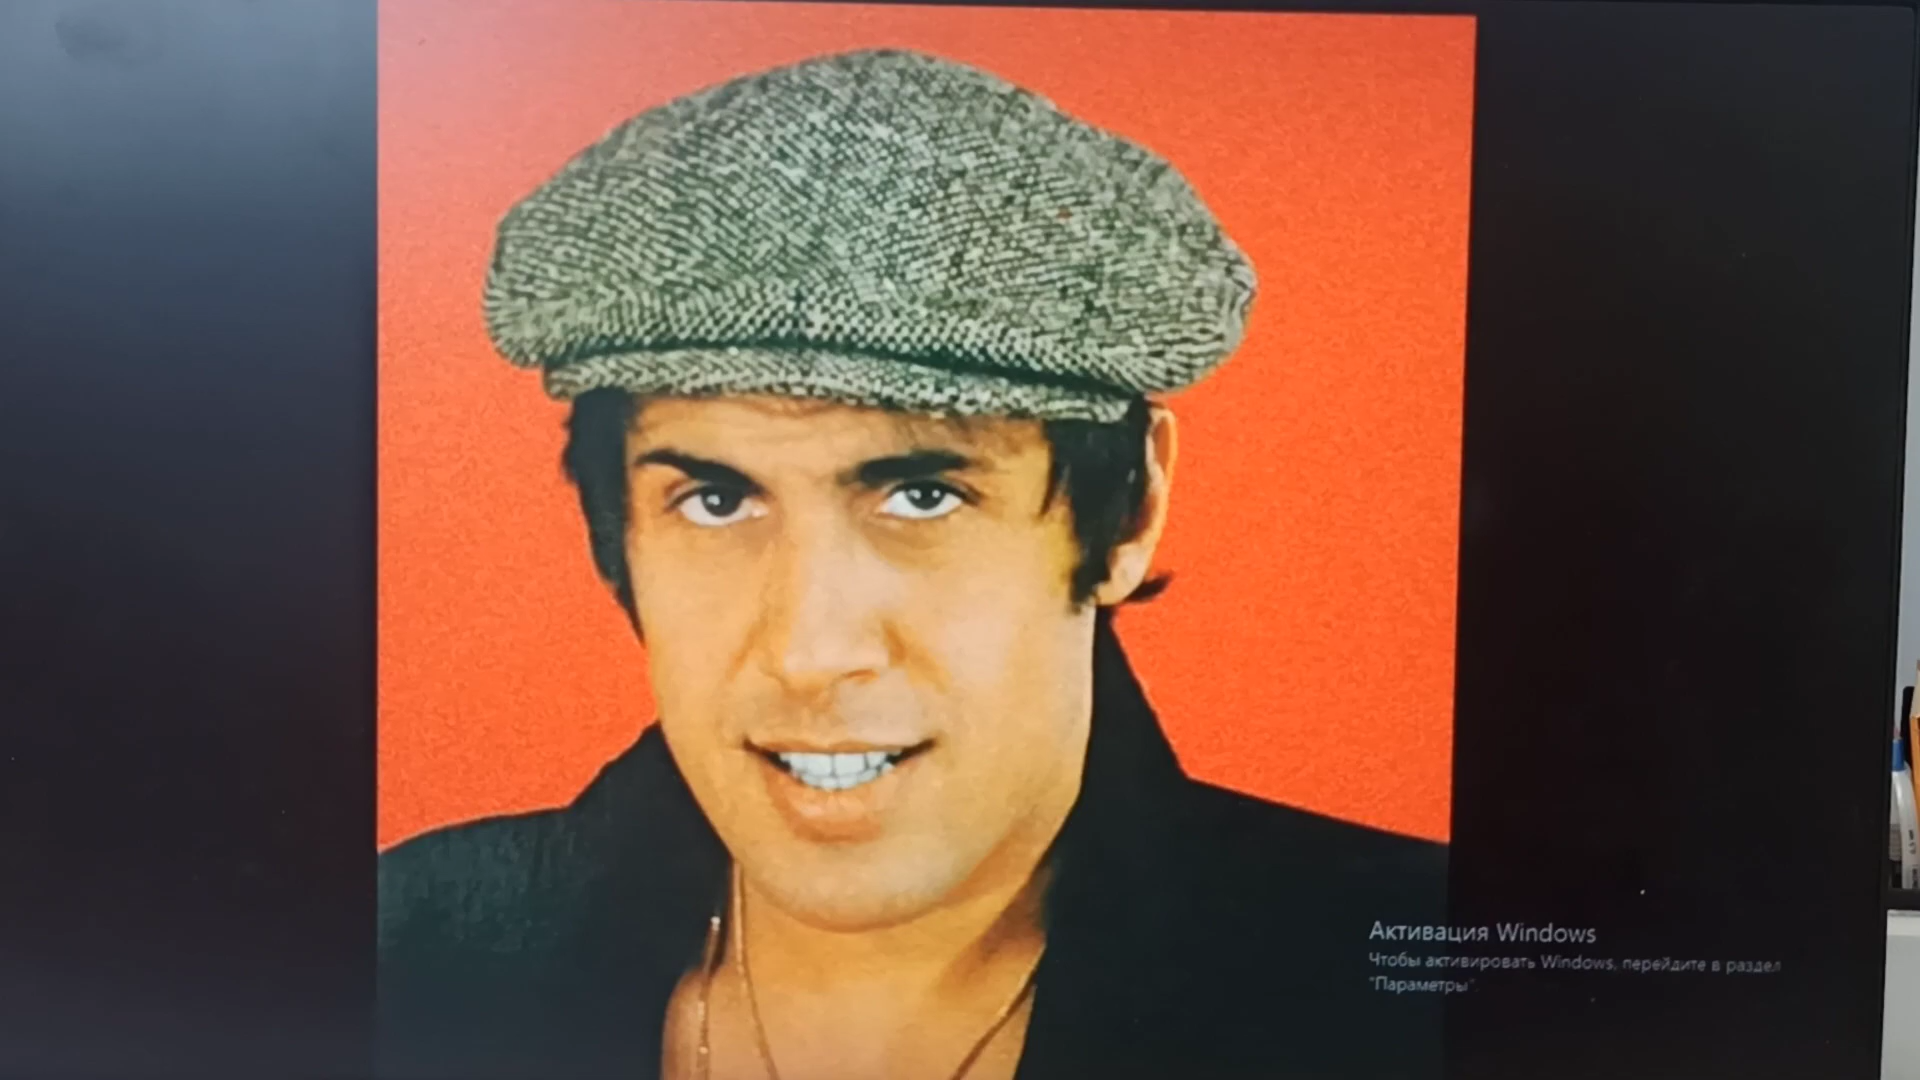 Активация Windows
Чтобы активировать Windows, перейдите в раздел
"Параметры".